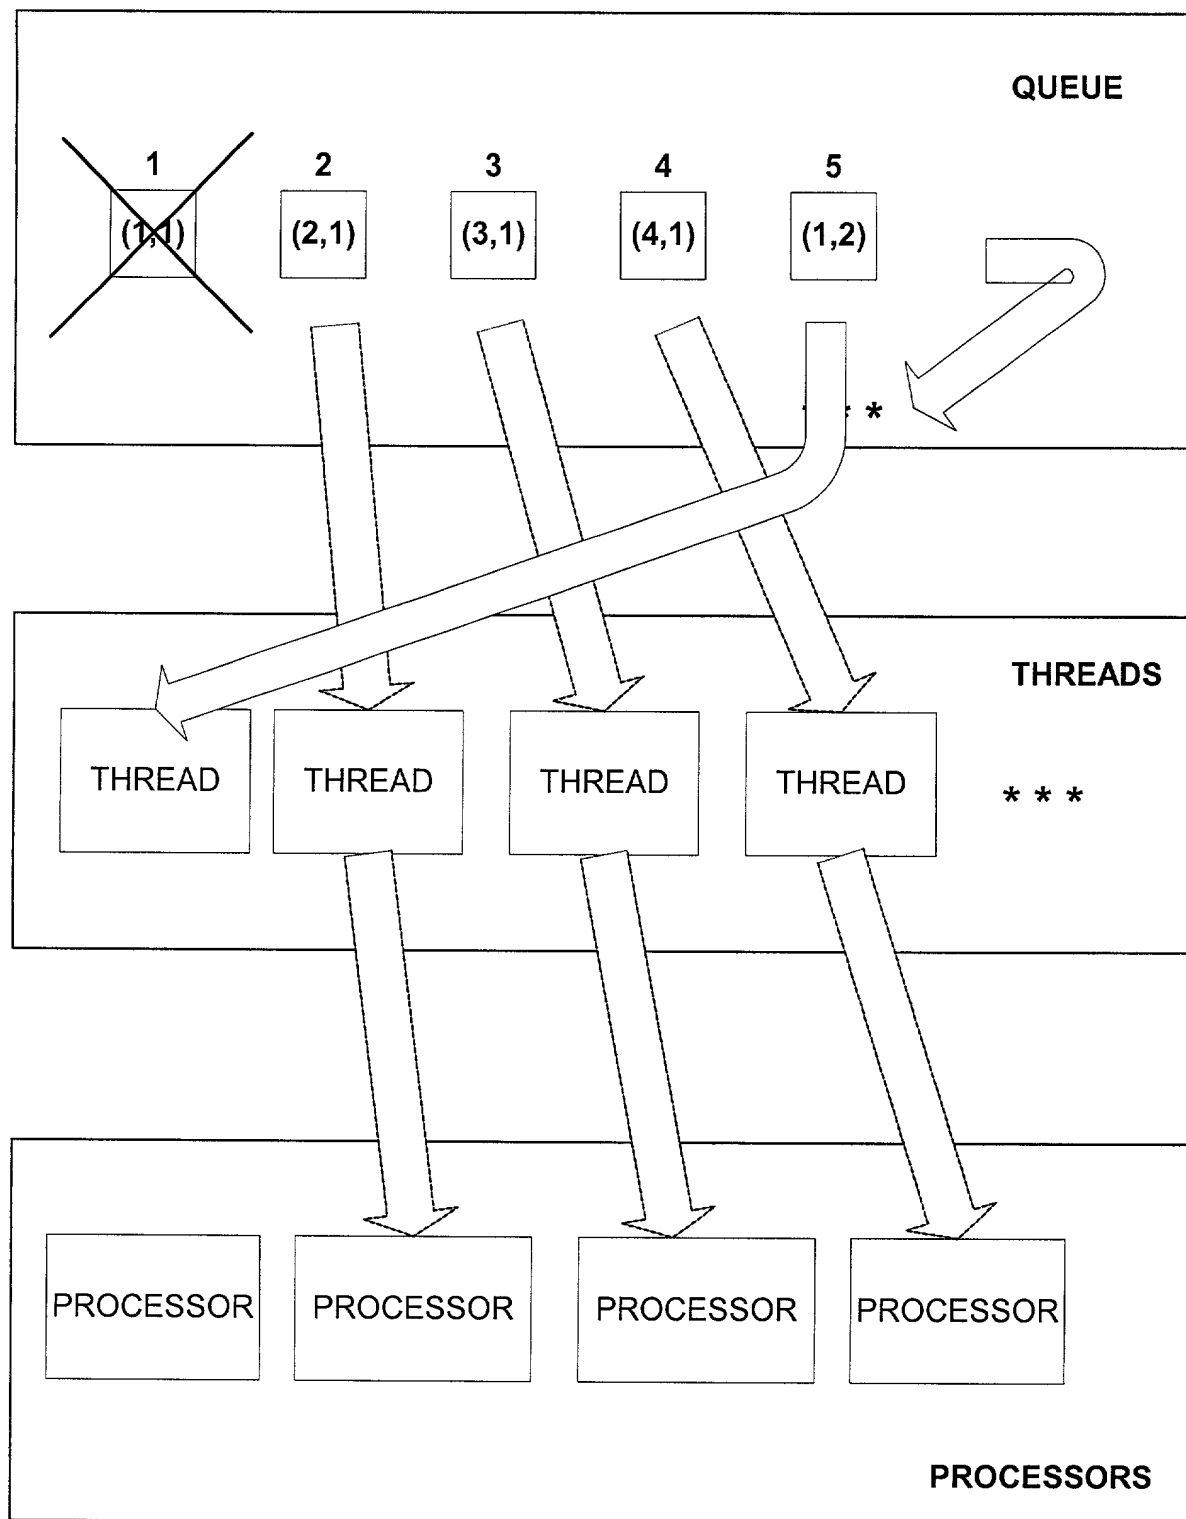 QUEUE
1 2 3 4 5
(1,1) (2,1) (3,1) (4,1) (1,2)
* *
THREADS
THREAD THREAD THREAD THREAD
* * *
PROCESSOR PROCESSOR PROCESSOR PROCESSOR
PROCESSORS